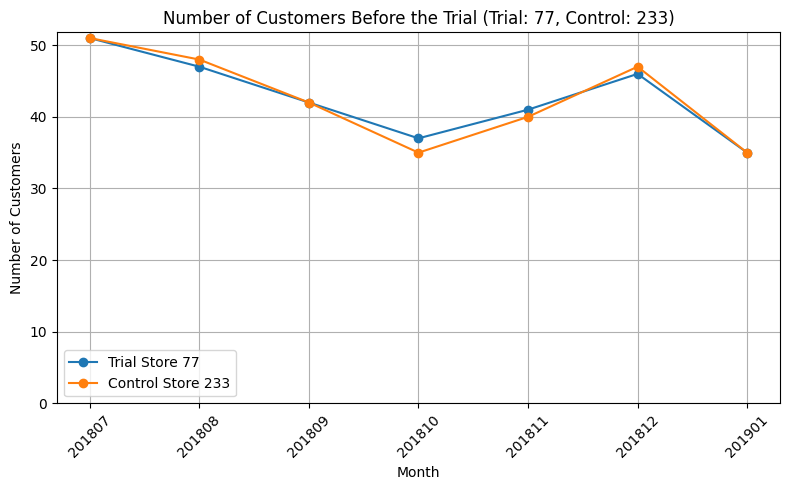 Number of Customers Before the Trial (Trial: 77, Control: 233)
Number of Customers
50
40
30
20
10
0
Trial Store 77
Control Store 233
201807
201808
201809
201810
201811
201812
201901
Month